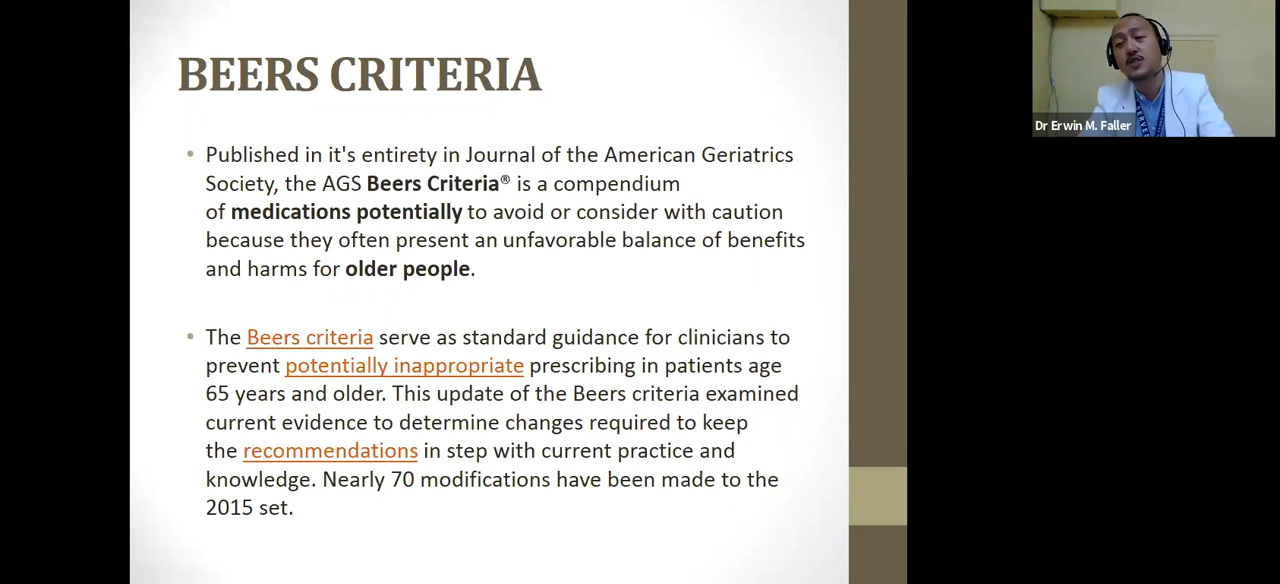 BEERS CRITERIA
• Published in it's entirety in Journal of the American Geriatrics
Society, the AGS Beers Criteria® is a compendium
of medications potentially to avoid or consider with caution
because they often present an unfavorable balance of benefits
and harms for older people.
• The Beers criteria serve as standard guidance for clinicians to
prevent potentially inappropriate prescribing in patients age
65 years and older. This update of the Beers criteria examined
current evidence to determine changes required to keep
the recommendations in step with current practice and
knowledge. Nearly 70 modifications have been made to the
2015 set.
Dr Erwin M. Faller